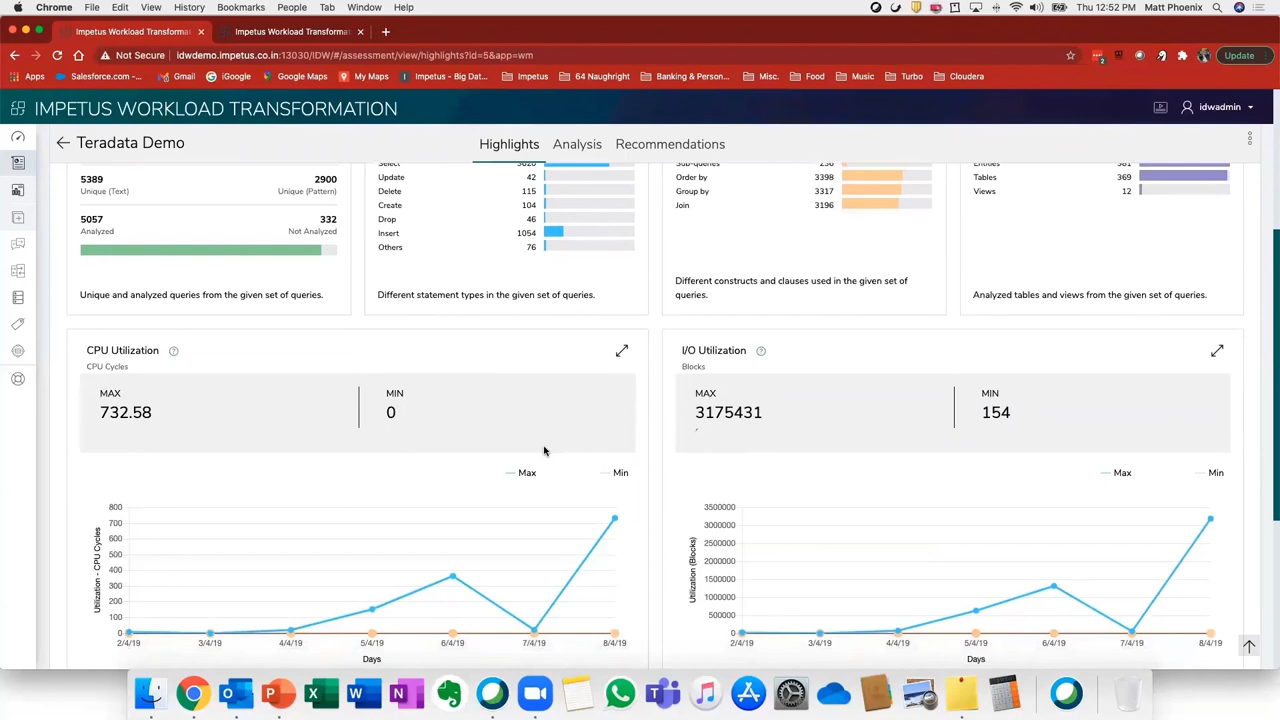 Chrome File Edit View History Bookmarks People Tab Window Help Thu 12:52 PM Matt Phoenix
Impetus Workload Transformat Impetus Workload Transformat
Not Secure idwdemo.impetus.co.in:13030/IDW/#/assessment/view/highlights?id=5&app=wm Update
Apps Salesforce.com -... Gmail iGoogle Google Maps My Maps Impetus - Big Dat... Impetus 64 Naughright Banking & Person... Misc. Food Music Turbo Cloudera
IMPETUS WORKLOAD TRANSFORMATION idwadmin
Teradata Demo Highlights Analysis Recommendations
5389 2900
Unique (Text) Unique (Pattern)
5057 332
Analyzed Not Analyzed
Unique and analyzed queries from the given set of queries.
Select 3620
Update 42
Delete 115
Create 104
Drop 46
Insert 1054
Others 76
Different statement types in the given set of queries.
Sub-queries 236
Order by 3398
Group by 3317
Join 3196
Different constructs and clauses used in the given set of
queries.
Entities 381
Tables 369
Views 12
Analyzed tables and views from the given set of queries.
CPU Utilization
CPU Cycles
MAX MIN
732.58 0
Max Min
800
700
600
500
400
300
200
100
0
Utilization - CPU Cycles
2/4/19 3/4/19 4/4/19 5/4/19 6/4/19 7/4/19 8/4/19
Days
I/O Utilization
Blocks
MAX MIN
3175431 154
Max Min
3500000
3000000
2500000
2000000
1500000
1000000
500000
0
Utilization (Blocks)
2/4/19 3/4/19 4/4/19 5/4/19 6/4/19 7/4/19 8/4/19
Days